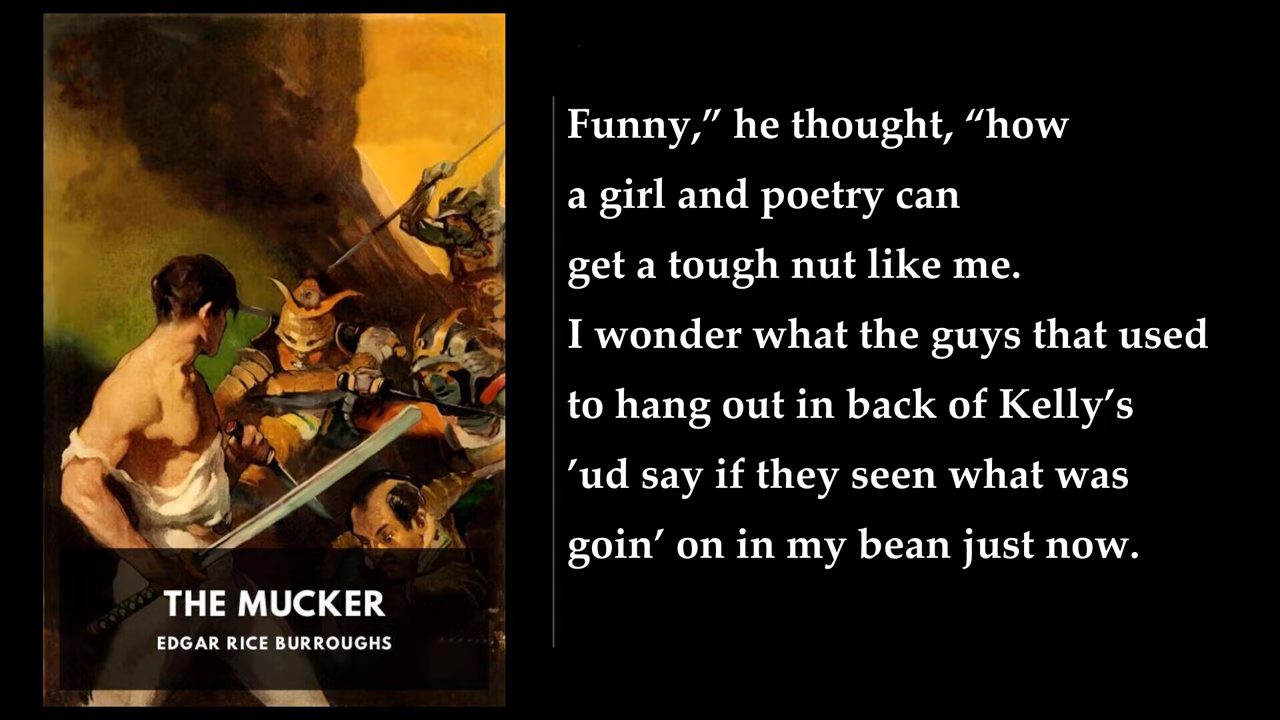 THE MUCKER
EDGAR RICE BURROUGHS
Funny,” he thought, “how
a girl and poetry can
get a tough nut like me.
I wonder what the guys that used
to hang out in back of Kelly’s
’ud say if they seen what was
goin’ on in my bean just now.